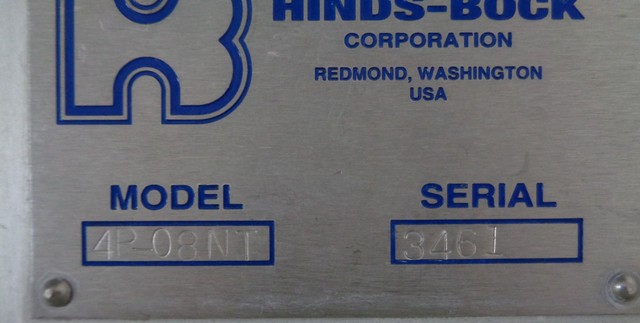 HINDS-BOCK
CORPORATION
REDMOND, WASHINGTON
USA
MODEL SERIAL
4P-08NT 3461